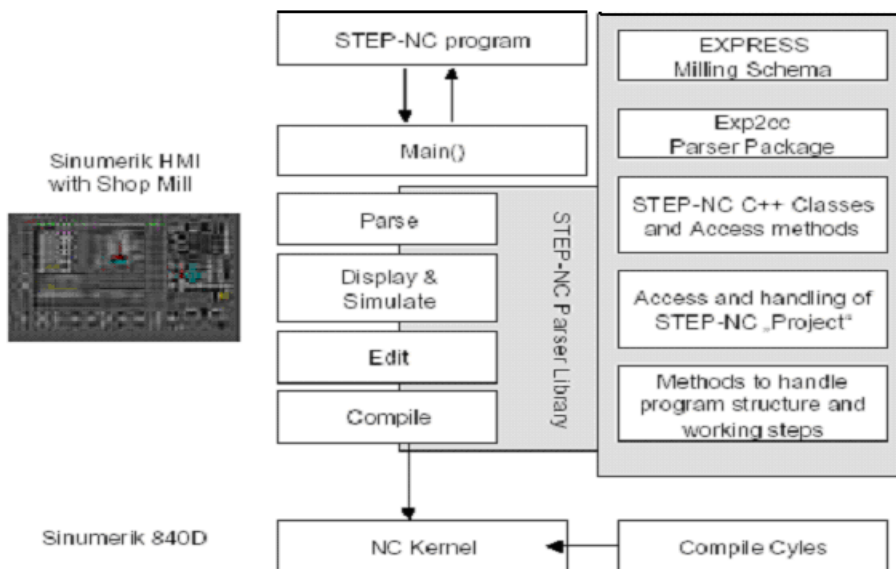 STEP-NC program
Main()
Sinumerik HMI
with Shop Mill
Parse
Display &
Simulate
Edit
Compile
STEP-NC Parser Library
EXPRESS
Milling Schema
Exp2cc
Parser Package
STEP-NC C++ Classes
and Access methods
Access and handling of
STEP-NC „Project“
Methods to handle
program structure and
working steps
Sinumerik 840D
NC Kernel
Compile Cyles